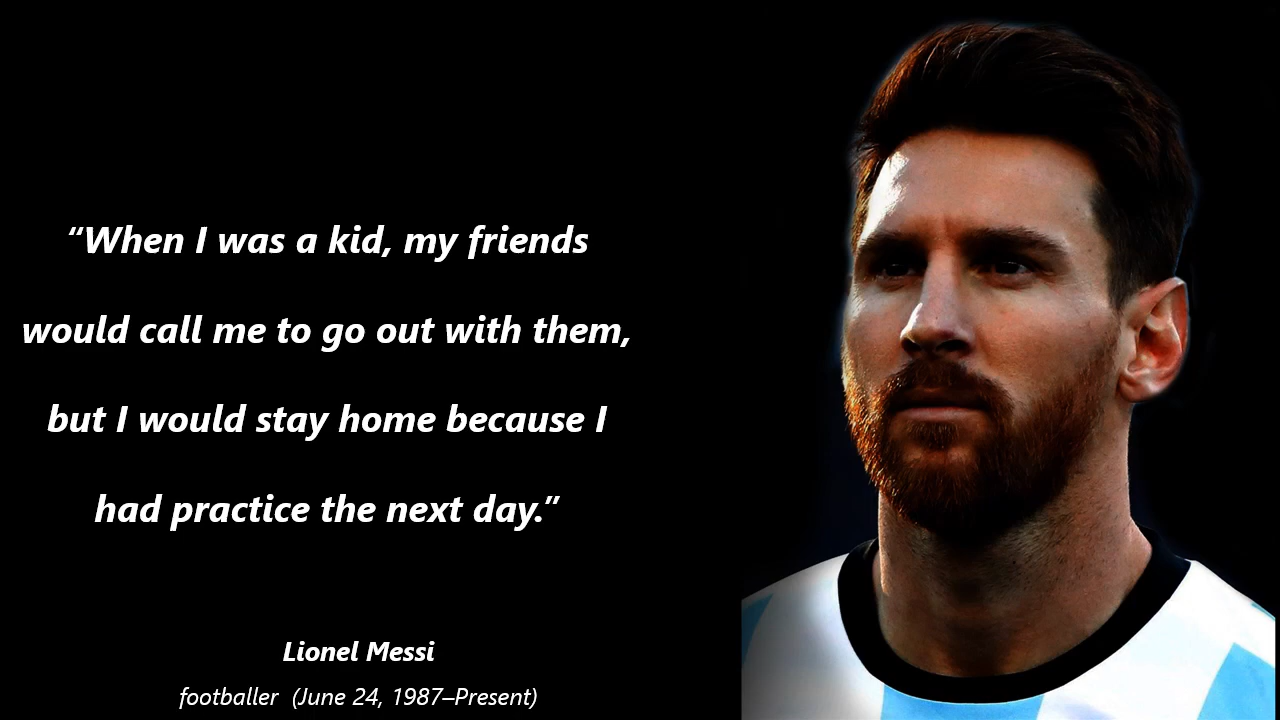 “When I was a kid, my friends
would call me to go out with them,
but I would stay home because I
had practice the next day.”
Lionel Messi
footballer  (June 24, 1987–Present)